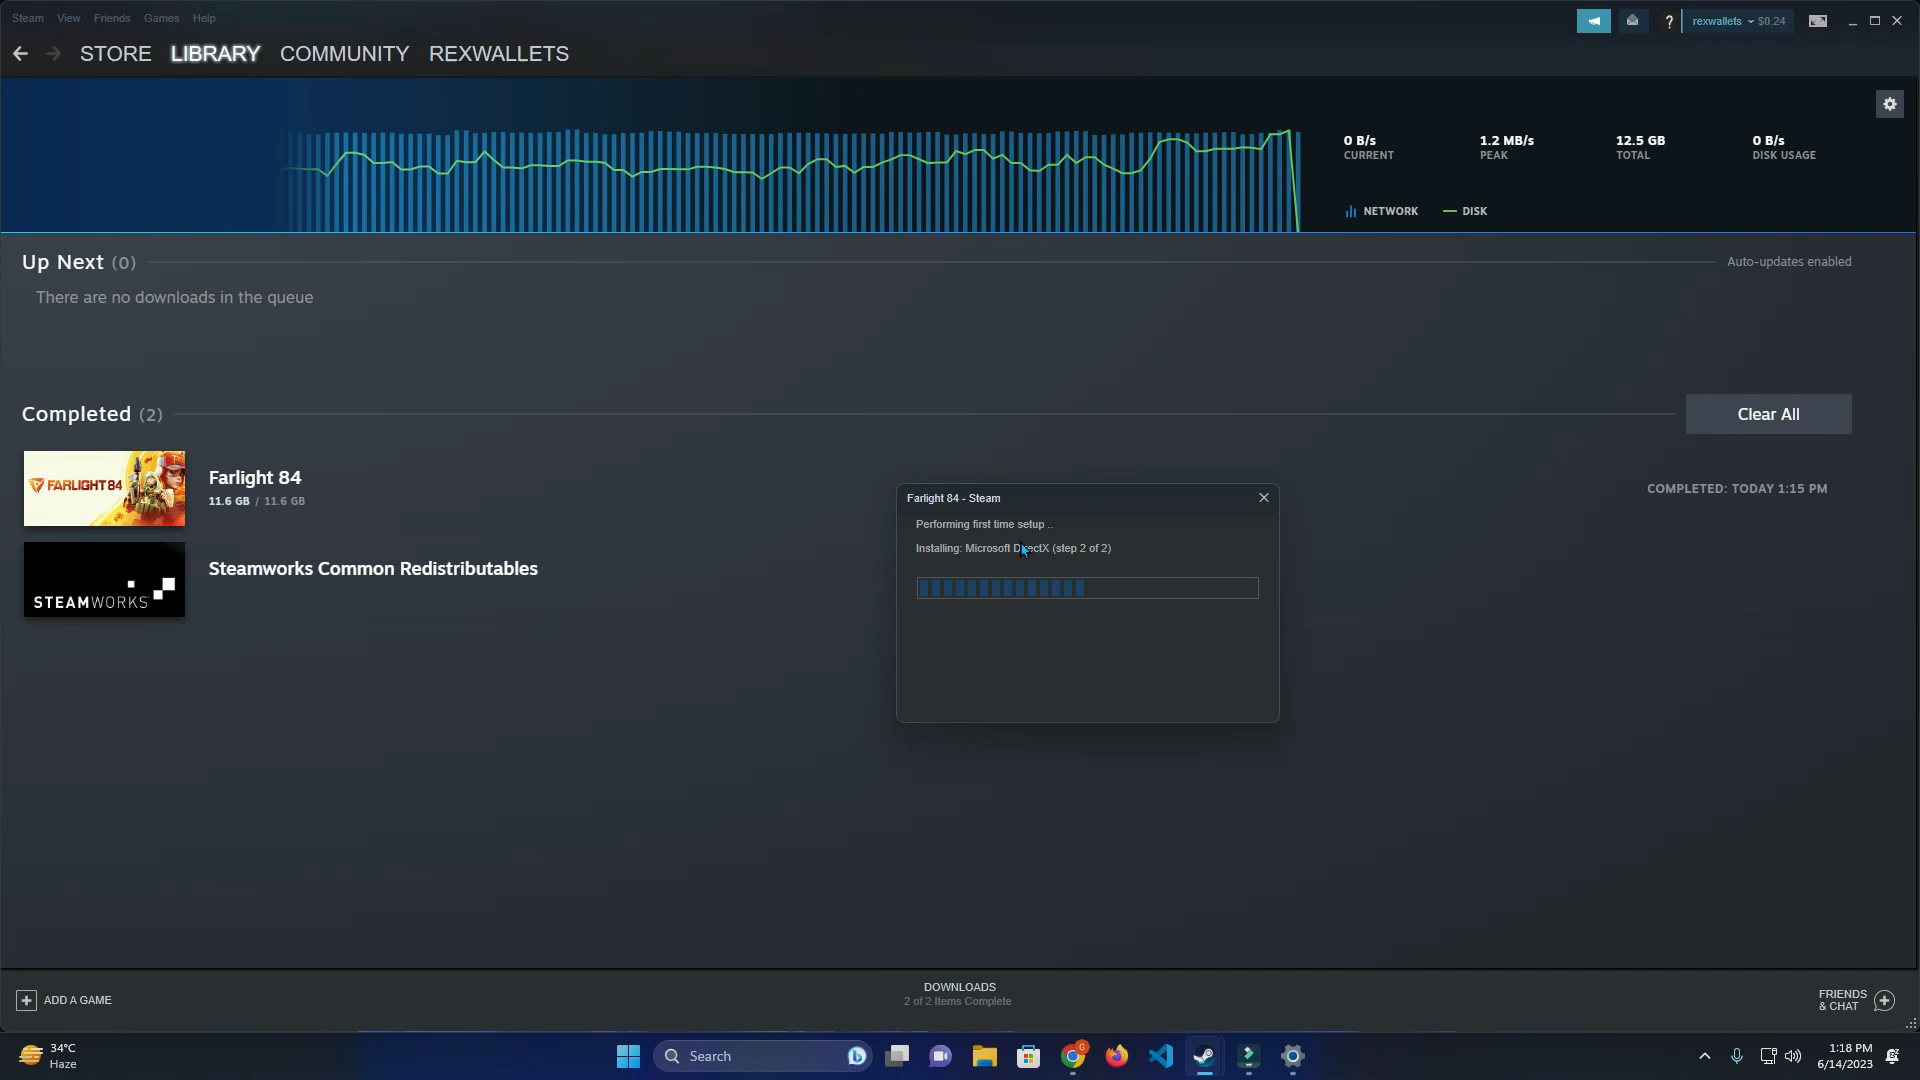 Steam View Friends Games Help
rexwallets $0.24
STORE LIBRARY COMMUNITY REXWALLETS
0 B/s 1.2 MB/s 12.5 GB 0 B/s
CURRENT PEAK TOTAL DISK USAGE
NETWORK DISK
Up Next (0)
Auto-updates enabled
There are no downloads in the queue
Completed (2)
Clear All
FARLIGHT 84
Farlight 84
11.6 GB / 11.6 GB
COMPLETED: TODAY 1:15 PM
STEAMWORKS
Steamworks Common Redistributables
Farlight 84 - Steam
Performing first time setup ..
Installing: Microsoft DirectX (step 2 of 2)
ADD A GAME
DOWNLOADS
2 of 2 Items Complete
FRIENDS
& CHAT
34°C
Haze
Search
G
1:18 PM
6/14/2023